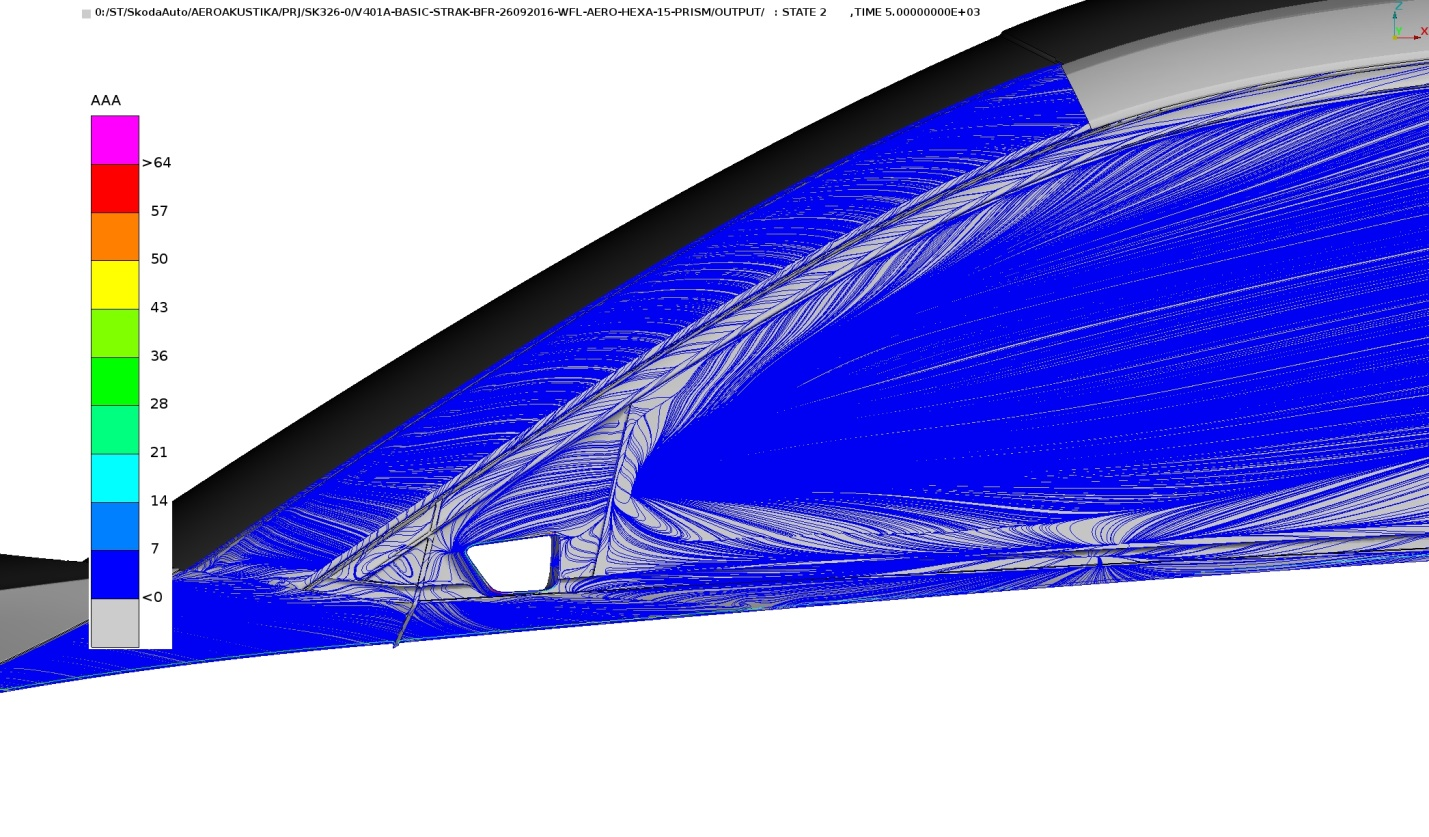 0:/ST/SkodaAuto/AEROAKUSTIKA/PRJ/SK326-0/V401A-BASIC-STRAK-BFR-26092016-WFL-AERO-HEXA-15-PRISM/OUTPUT/ : STATE 2 ,TIME 5.00000000E+03
Z
Y
X
AAA
>64
57
50
43
36
28
21
14
7
<0